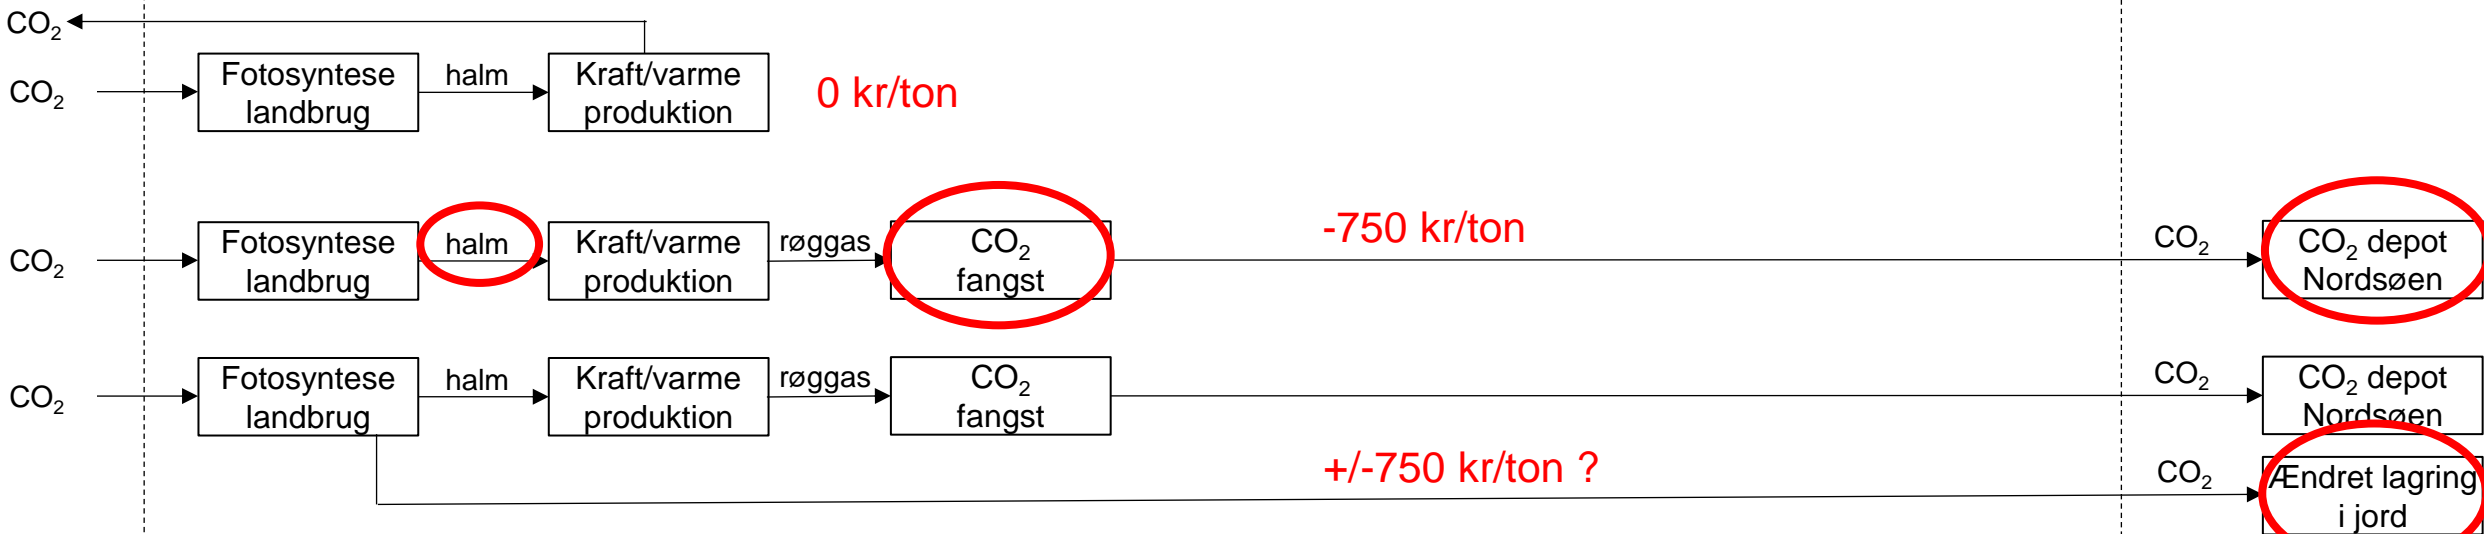 CO₂
CO₂ Fotosyntese landbrug halm Kraft/varme produktion 0 kr/ton
CO₂ Fotosyntese landbrug halm Kraft/varme produktion røggas CO₂ fangst -750 kr/ton CO₂ CO₂ depot Nordsøen
CO₂ Fotosyntese landbrug halm Kraft/varme produktion røggas CO₂ fangst CO₂ CO₂ depot Nordsøen
+/-750 kr/ton ? CO₂ Ændret lagring i jord